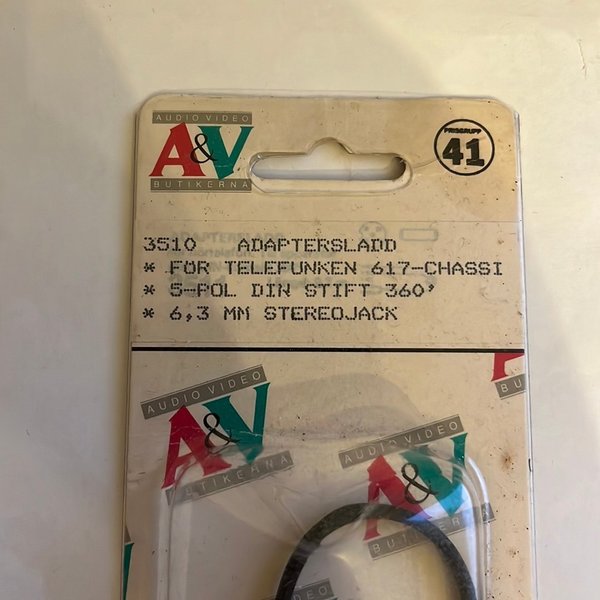 AUDIO VIDEO
A&V
BUTIKERNA
PRISGRUPP
41
3510 ADAPTERSLADD
* FÖR TELEFUNKEN 617-CHASSI
* 5-POL DIN STIFT 360'
* 6,3 MM STEREOJACK
AUDIO VIDEO
A&V
BUTIKERNA
AUDIO VIDEO
A&V
BUTIKERNA
A
BUT